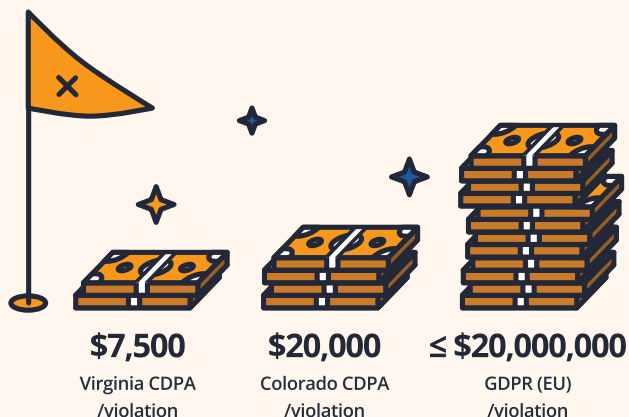 $7,500 $20,000 ≤ $20,000,000
Virginia CDPA Colorado CDPA GDPR (EU)
/violation /violation /violation